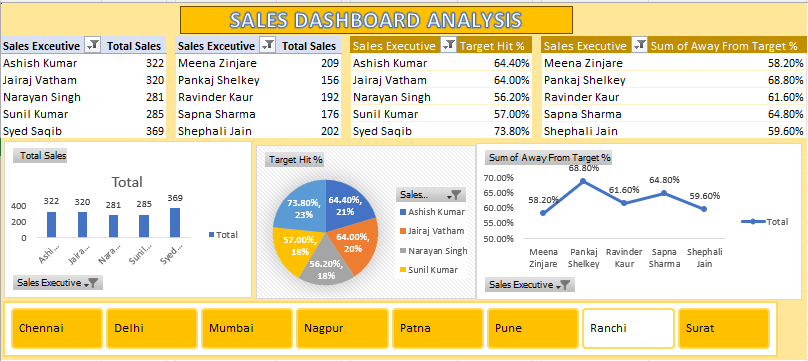 SALES DASHBOARD ANALYSIS
Sales Excecutive Total Sales Sales Excecutive Total Sales Sales Executive Target Hit % Sales Executive Sum of Away From Target %
Ashish Kumar 322 Meena Zinjare 209 Ashish Kumar 64.40% Meena Zinjare 58.20%
Jairaj Vatham 320 Pankaj Shelkey 156 Jairaj Vatham 64.00% Pankaj Shelkey 68.80%
Narayan Singh 281 Ravinder Kaur 192 Narayan Singh 56.20% Ravinder Kaur 61.60%
Sunil Kumar 285 Sapna Sharma 176 Sunil Kumar 57.00% Sapna Sharma 64.80%
Syed Saqib 369 Shephali Jain 202 Syed Saqib 73.80% Shephali Jain 59.60%
Total Sales
Total
400
200
0
322 320 281 285 369
Ashi... Jaira... Nara... Sunil... Syed...
Total
Sales Executive
Target Hit %
73.80%,
23%
64.40%,
21%
57.00%,
18%
64.00%,
20%
56.20%,
18%
Sales...
Ashish Kumar
Jairaj Vatham
Narayan Singh
Sunil Kumar
Sum of Away From Target %
70.00%
65.00%
60.00%
55.00%
50.00%
58.20% 68.80% 61.60% 64.80% 59.60%
Meena Pankaj Ravinder Sapna Shephali
Zinjare Shelkey Kaur Sharma Jain
Total
Sales Executive
Chennai Delhi Mumbai Nagpur Patna Pune Ranchi Surat